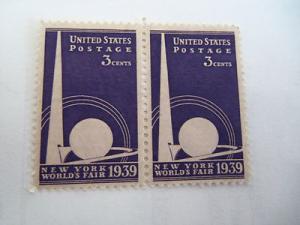 UNITED STATES
POSTAGE
3 CENTS
NEW YORK 1939
WORLD'S FAIR
UNITED STATES
POSTAGE
3 CENTS
NEW YORK 1939
WORLD'S FAIR